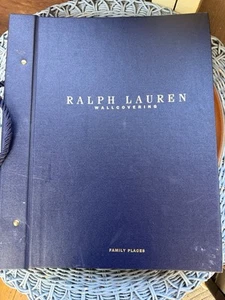 RALPH LAUREN
WALLCOVERING
FAMILY PLACES